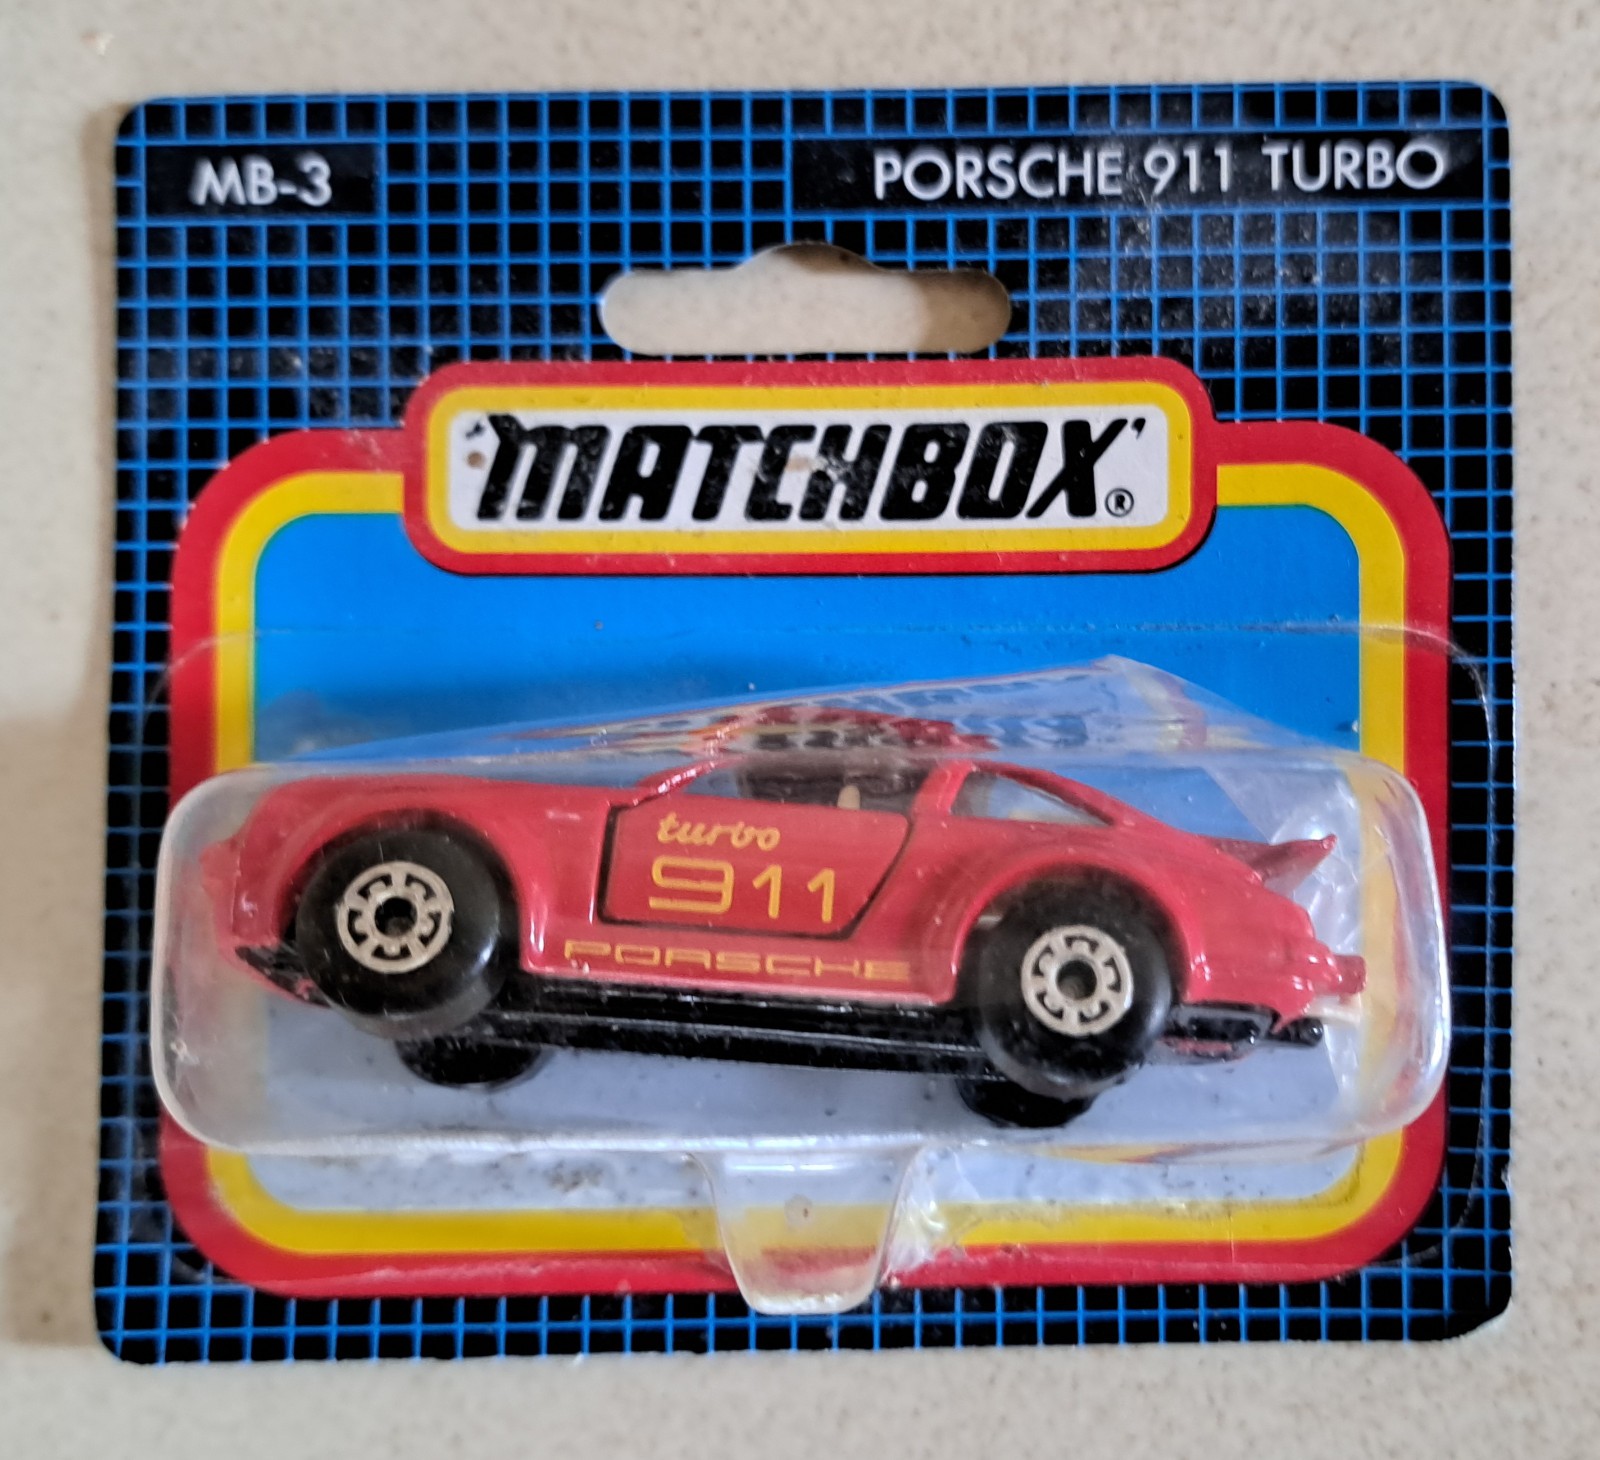 MB-3
PORSCHE 911 TURBO
"MATCHBOX"®
turbo
911
PORSCHE